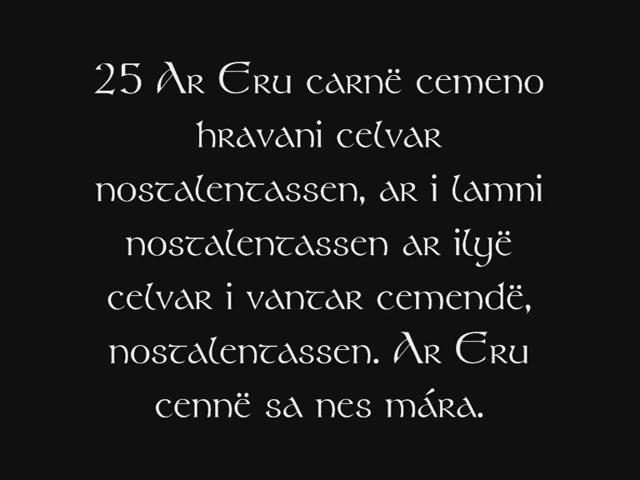 25 Ar Eru carnë cemeno
hravani celvar
nostalentassen, ar i lamni
nostalentassen ar ilyë
celvar i vantar cemendë,
nostalentassen. Ar Eru
cennë sa nes mára.